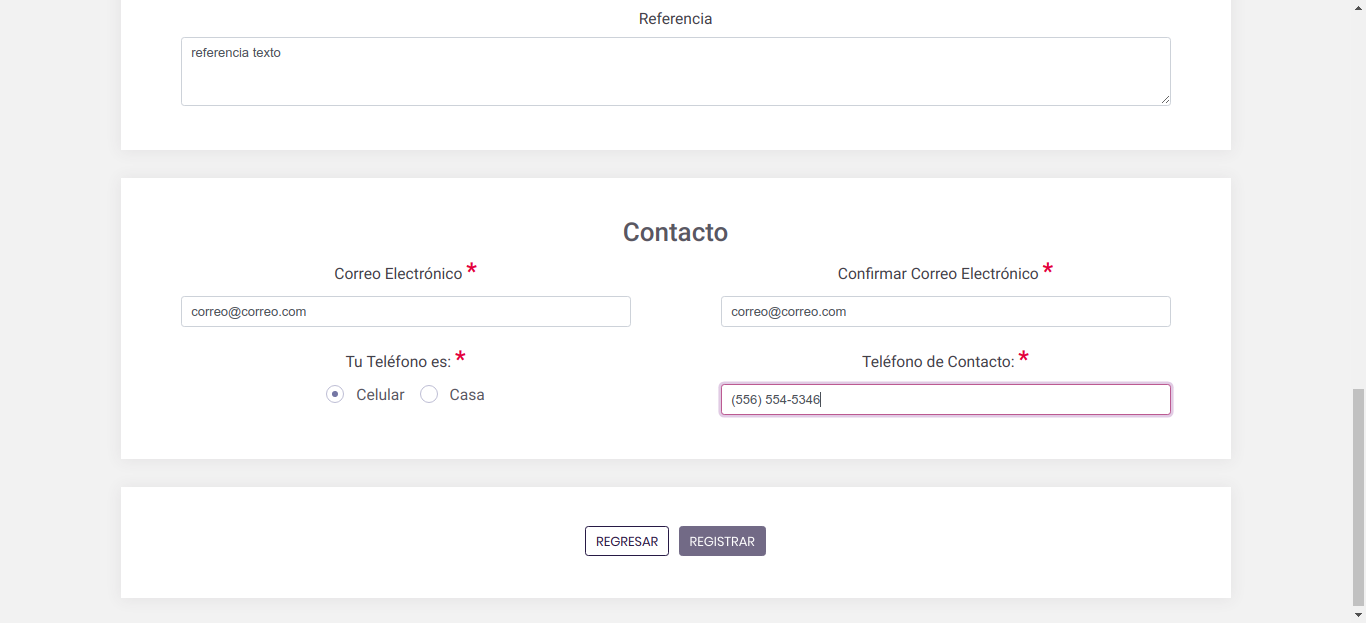 Referencia
referencia texto
Contacto
Correo Electrónico *
Confirmar Correo Electrónico *
correo@correo.com
correo@correo.com
Tu Teléfono es: *
Teléfono de Contacto: *
Celular
Casa
(556) 554-5346
REGRESAR
REGISTRAR